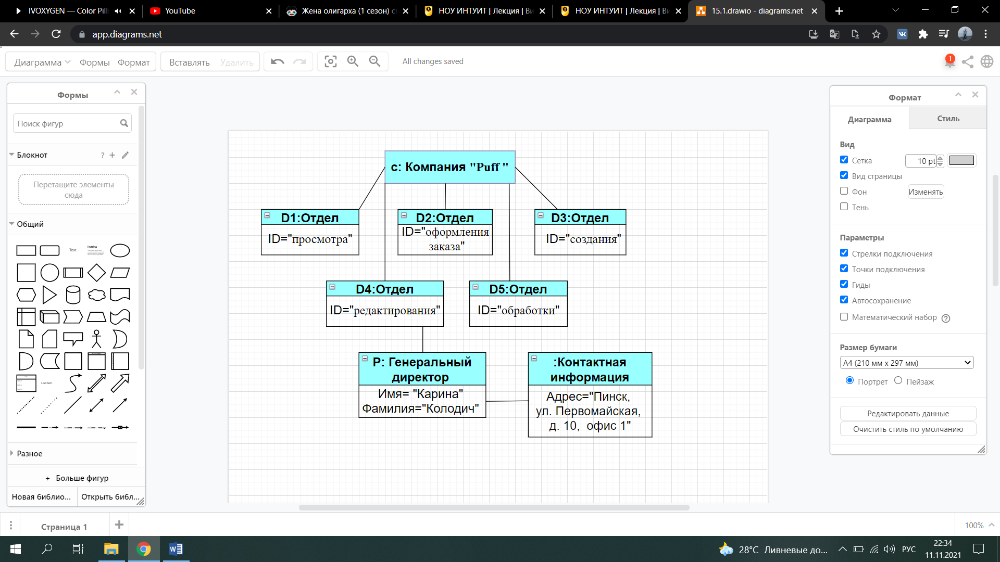 IVOXYGEN — Color Pill
YouTube
Жена олигарха (1 сезон) с
НОУ ИНТУИТ | Лекция | Ви
НОУ ИНТУИТ | Лекция | Ви
15.1.drawio - diagrams.net
app.diagrams.net
Диаграмма Формы Формат
Вставлять Удалить
All changes saved
1
Формы
Поиск фигур
Блокнот
? +
Перетащите элементы
сюда
Общий
Text
Heading
List Item
Разное
+ Больше фигур
Новая библио...
Открыть библ...
с: Компания "Puff "
D1:Отдел
ID="просмотра"
D2:Отдел
ID="оформления
заказа"
D3:Отдел
ID="создания"
D4:Отдел
ID="редактирования"
D5:Отдел
ID="обработки"
Р: Генеральный
директор
Имя= "Карина"
Фамилия="Колодич"
:Контактная
информация
Адрес="Пинск,
ул. Первомайская,
д. 10,  офис 1"
Формат
Диаграмма
Стиль
Вид
Сетка
10 pt
Вид страницы
Фон
Изменять
Тень
Параметры
Стрелки подключения
Точки подключения
Гиды
Автосохранение
Математический набор ?
Размер бумаги
A4 (210 мм x 297 мм)
Портрет
Пейзаж
Редактировать данные
Очистить стиль по умолчанию
Страница 1
100%
28°C Ливневые до...
РУС
22:34
11.11.2021